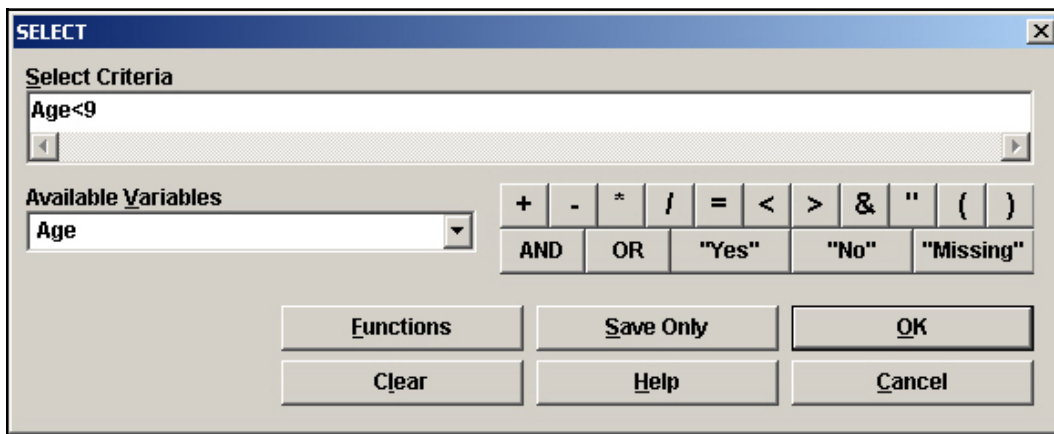 SELECT
Select Criteria
Age<9
Available Variables
Age
+ - * / = < > & " ( )
AND OR "Yes" "No" "Missing"
Functions Save Only OK
Clear Help Cancel